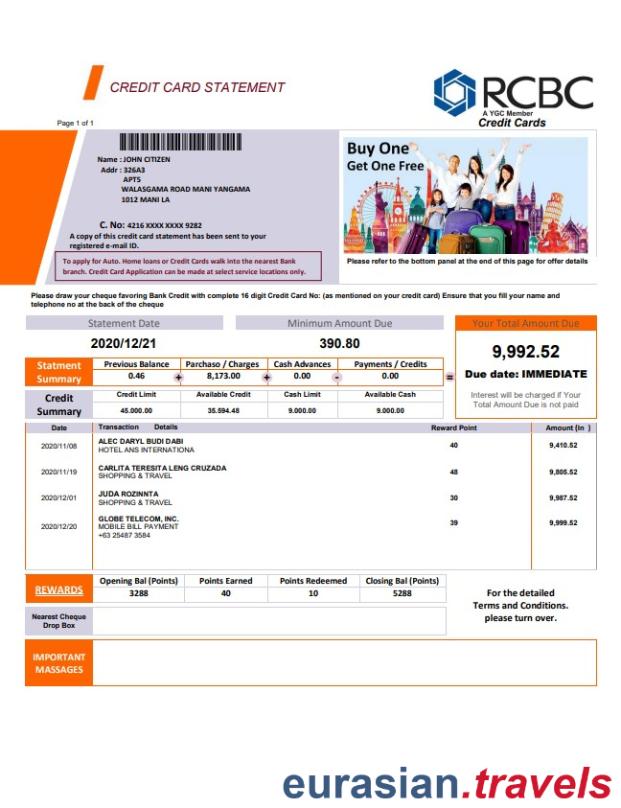 CREDIT CARD STATEMENT
RCBC
A YGC Member
Credit Cards
Page 1 of 1
Name : JOHN CITIZEN
Addr : 326A3
APT5
WALASGAMA ROAD MANI YANGAMA
1012 MANI LA
C. No: 4216 XXXX XXXX 9282
A copy of this credit card statement has been sent to your
registered e-mail ID.
To apply for Auto. Home loans or Credit Cards walk into the nearest Bank
branch. Credit Card Application can be made at select service locations only.
Buy One
Get One Free
Please refer to the bottom panel at the end of this page for offer details
Please draw your cheque favoring Bank Credit with complete 16 digit Credit Card No: (as mentioned on your credit card) Ensure that you fill your name and
telephone no at the back of the cheque
Statement Date Minimum Amount Due Your Total Amount Due
2020/12/21 390.80 9,992.52
Due date: IMMEDIATE
Interest will be charged if Your
Total Amount Due is not paid
Statment
Summary
Previous Balance Parchaso / Charges Cash Advances Payments / Credits
0.46 + 8,173.00 + 0.00 - 0.00 =
Credit
Summary
Credit Limit Available Credit Cash Limit Available Cash
45.000.00 35.594.48 9.000.00 9.000.00
Date Transaction Details Reward Point Amount (In )
2020/11/08 ALEC DARYL BUDI DABI 40 9,410.52
HOTEL ANS INTERNATIONA
2020/11/19 CARLITA TERESITA LENG CRUZADA 48 9,805.52
SHOPPING & TRAVEL
2020/12/01 JUDA ROZINNTA 30 9,987.52
SHOPPING & TRAVEL
2020/12/20 GLOBE TELECOM, INC. 39 9,999.52
MOBILE BILL PAYMENT
+63 25487 3584
REWARDS
Opening Bal (Points) Points Earned Points Redeemed Closing Bal (Points)
3288 40 10 5288
For the detailed
Terms and Conditions.
please turn over.
Nearest Cheque
Drop Box
IMPORTANT
MASSAGES
eurasian.travels